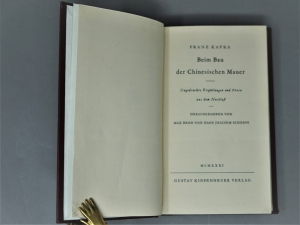 FRANZ KAFKA
Beim Bau
der Chinesischen Mauer
Ungedruckte Erzählungen und Prosa
aus dem Nachlaß
HERAUSGEGEBEN VON
MAX BROD UND HANS JOACHIM SCHOEPS
MCMXXXI
GUSTAV KIEPENHEUER VERLAG